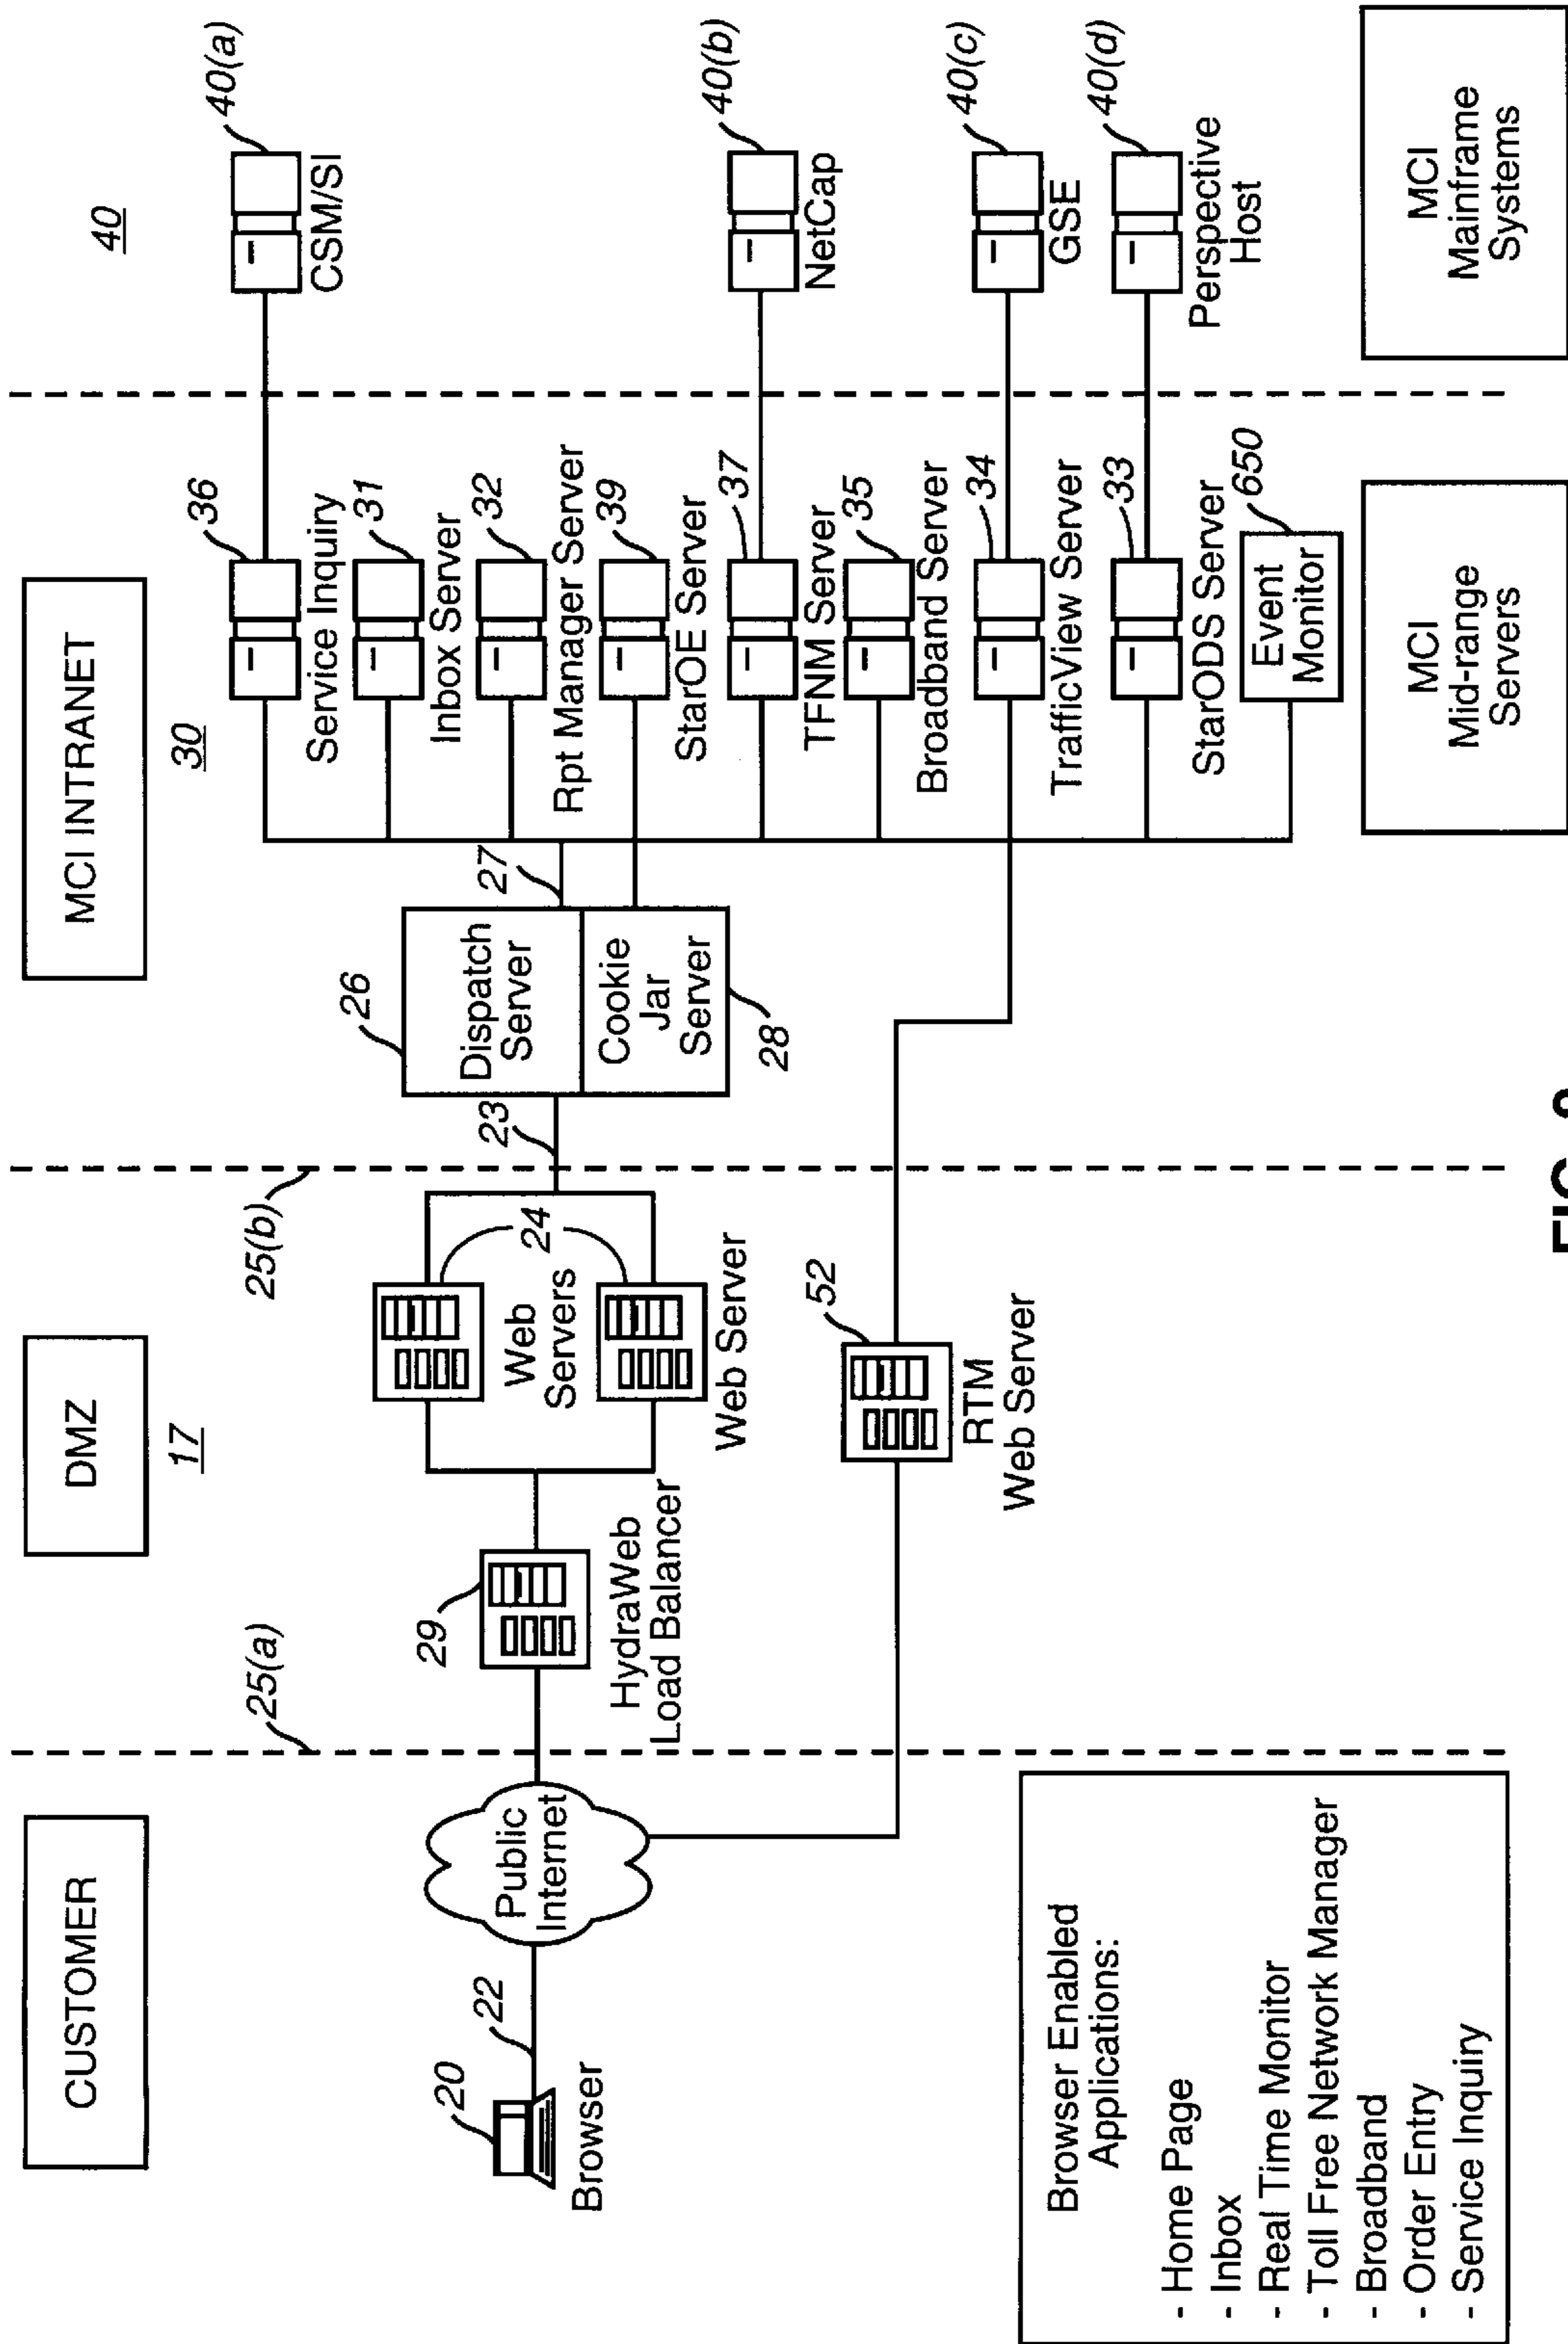 CUSTOMER
DMZ
17
MCI INTRANET
30
40
25(a)
25(b)
20
22
Browser
Public
Internet
29
HydraWeb
Load Balancer
24
Web
Servers
Web Server
52
RTM
Web Server
23
26
Dispatch
Server
Cookie
Jar
Server
28
27
36
Service Inquiry
31
Inbox Server
32
Rpt Manager Server
39
StarOE Server
37
TFNM Server
35
Broadband Server
34
TrafficView Server
33
StarODS Server
650
Event
Monitor
40(a)
CSM/SI
40(b)
NetCap
40(c)
GSE
40(d)
Perspective
Host
Browser Enabled
Applications:
- Home Page
- Inbox
- Real Time Monitor
- Toll Free Network Manager
- Broadband
- Order Entry
- Service Inquiry
MCI
Mid-range
Servers
MCI
Mainframe
Systems